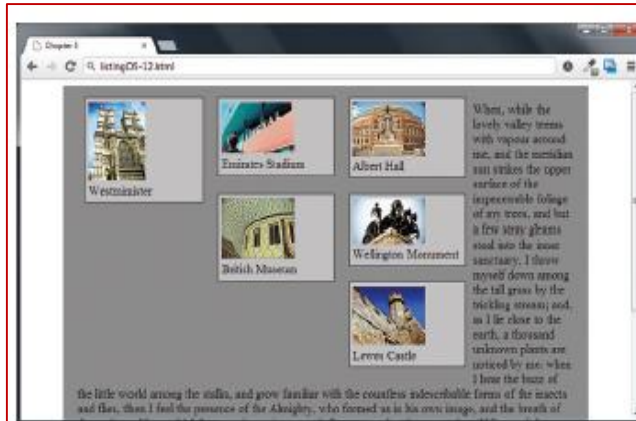 Chapter 5
listing05-12.html
Westminister
Emirates Stadium
Albert Hall
British Museum
Wellington Monument
Lewes Castle
When, while the
lovely valley teems
with vapour around
me, and the meridian
sun strikes the upper
surface of the
impenetrable foliage
of my trees, and but
a few stray gleams
steal into the inner
sanctuary, I throw
myself down among
the tall grass by the
trickling stream; and,
as I lie close to the
earth, a thousand
unknown plants are
noticed by me: when
I hear the buzz of
the little world among the stalks, and grow familiar with the countless indescribable forms of the insects
and flies, then I feel the presence of the Almighty, who formed us in his own image, and the breath of